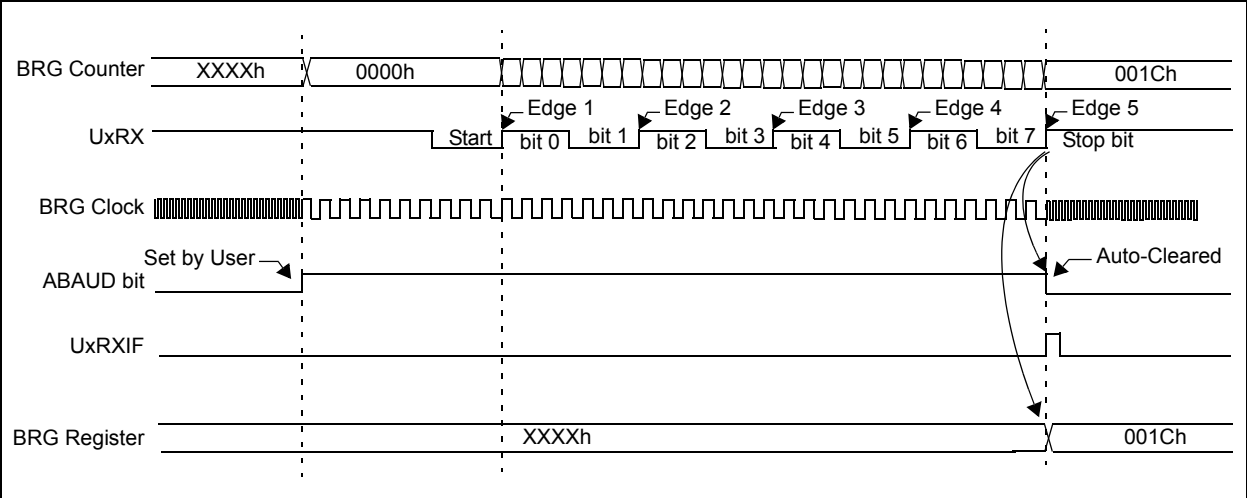 BRG Counter XXXXh 0000h 001Ch
Edge 1 Edge 2 Edge 3 Edge 4 Edge 5
UxRX Start bit 0 bit 1 bit 2 bit 3 bit 4 bit 5 bit 6 bit 7 Stop bit
BRG Clock
Set by User Auto-Cleared
ABAUD bit
UxRXIF
BRG Register XXXXh 001Ch